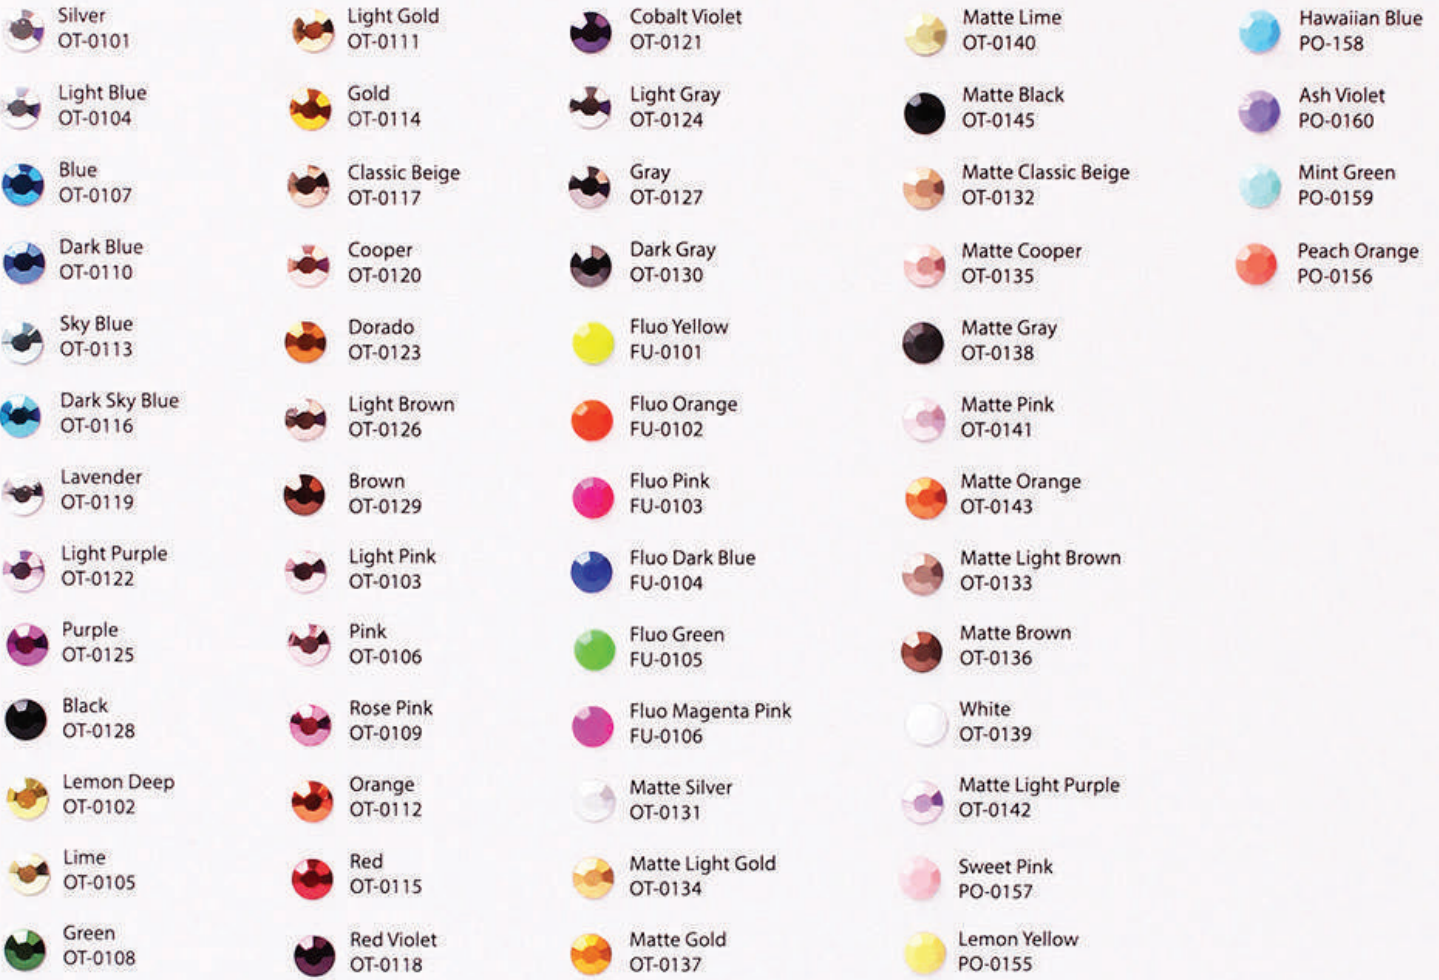 Silver
OT-0101
Light Blue
OT-0104
Blue
OT-0107
Dark Blue
OT-0110
Sky Blue
OT-0113
Dark Sky Blue
OT-0116
Lavender
OT-0119
Light Purple
OT-0122
Purple
OT-0125
Black
OT-0128
Lemon Deep
OT-0102
Lime
OT-0105
Green
OT-0108
Light Gold
OT-0111
Gold
OT-0114
Classic Beige
OT-0117
Cooper
OT-0120
Dorado
OT-0123
Light Brown
OT-0126
Brown
OT-0129
Light Pink
OT-0103
Pink
OT-0106
Rose Pink
OT-0109
Orange
OT-0112
Red
OT-0115
Red Violet
OT-0118
Cobalt Violet
OT-0121
Light Gray
OT-0124
Gray
OT-0127
Dark Gray
OT-0130
Fluo Yellow
FU-0101
Fluo Orange
FU-0102
Fluo Pink
FU-0103
Fluo Dark Blue
FU-0104
Fluo Green
FU-0105
Fluo Magenta Pink
FU-0106
Matte Silver
OT-0131
Matte Light Gold
OT-0134
Matte Gold
OT-0137
Matte Lime
OT-0140
Matte Black
OT-0145
Matte Classic Beige
OT-0132
Matte Cooper
OT-0135
Matte Gray
OT-0138
Matte Pink
OT-0141
Matte Orange
OT-0143
Matte Light Brown
OT-0133
Matte Brown
OT-0136
White
OT-0139
Matte Light Purple
OT-0142
Sweet Pink
PO-0157
Lemon Yellow
PO-0155
Hawaiian Blue
PO-158
Ash Violet
PO-0160
Mint Green
PO-0159
Peach Orange
PO-0156